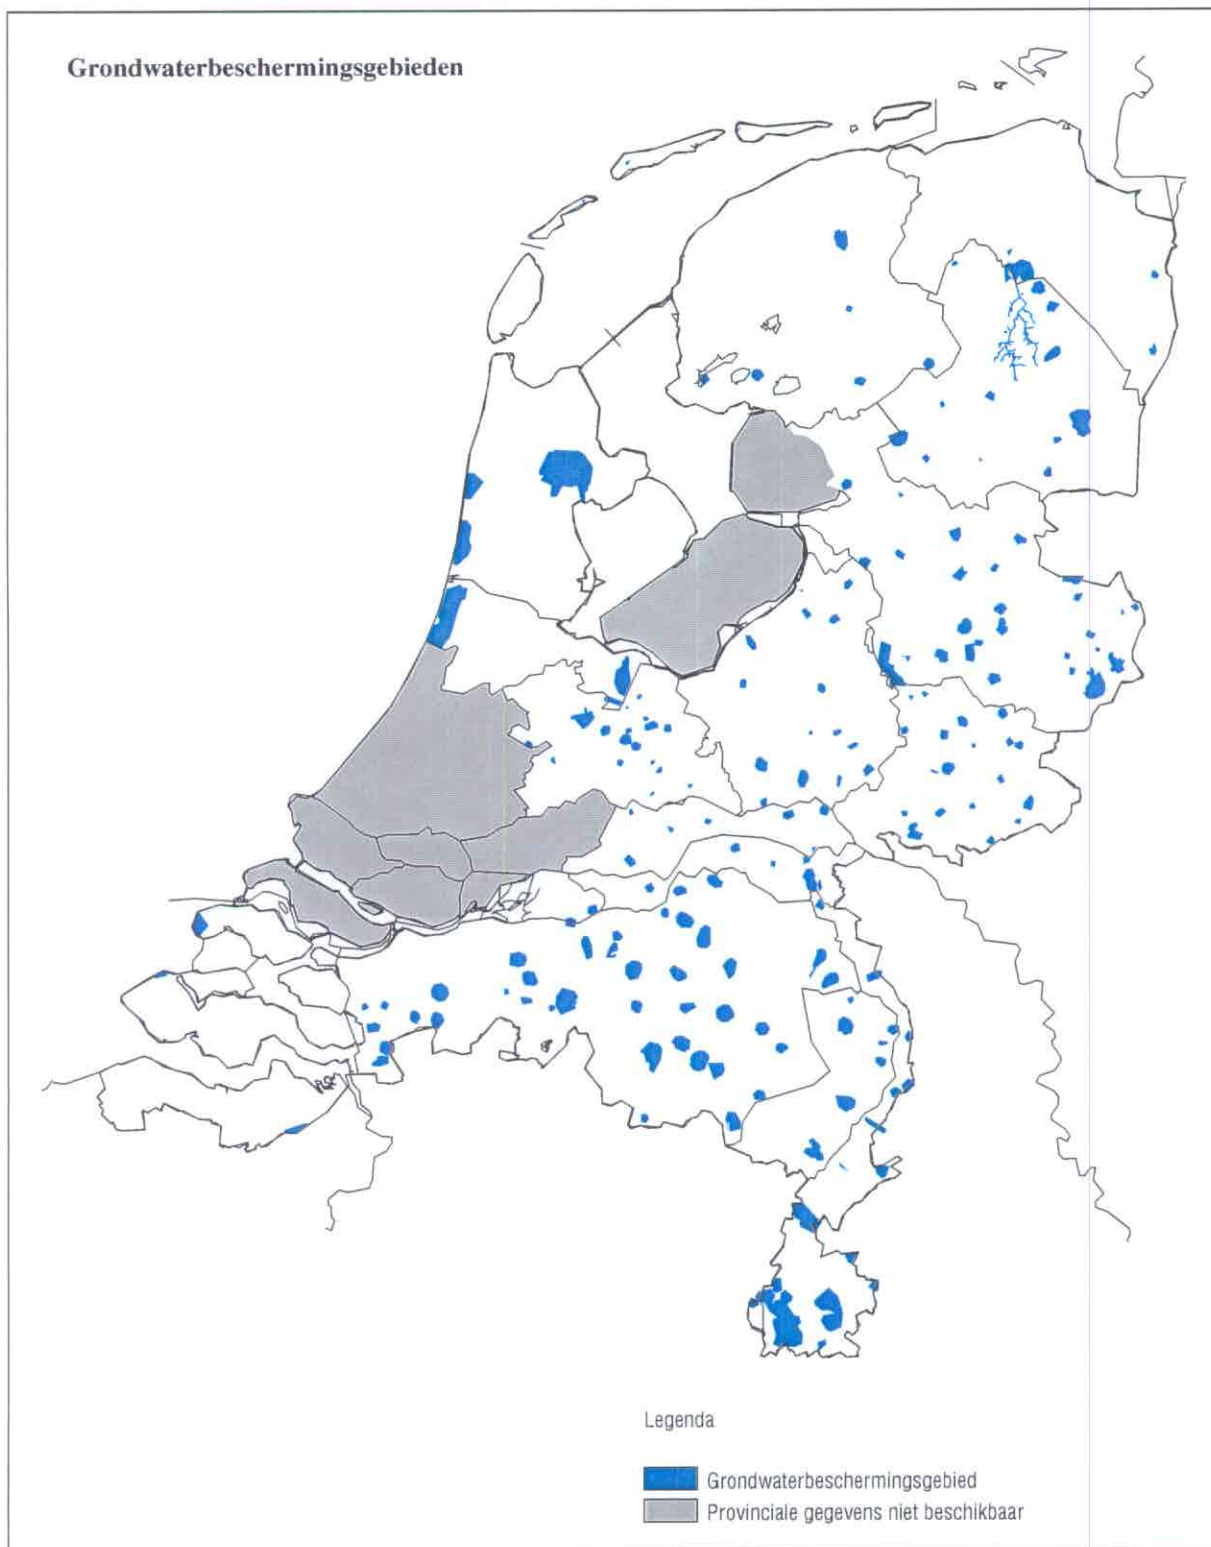 Grondwaterbeschermingsgebieden
Legenda
Grondwaterbeschermingsgebied
Provinciale gegevens niet beschikbaar